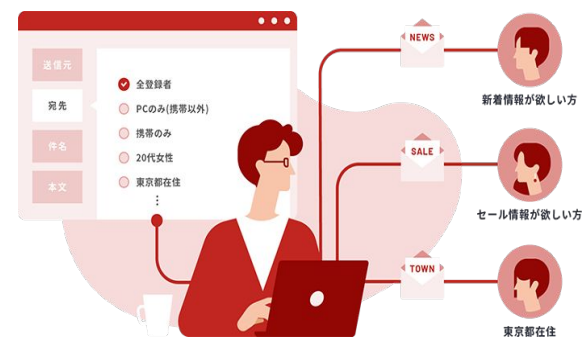 送信元
宛先
件名
本文
全登録者
PCのみ(携帯以外)
携帯のみ
20代女性
東京都在住
⋮
NEWS
新着情報が欲しい方
SALE
セール情報が欲しい方
TOWN
東京都在住